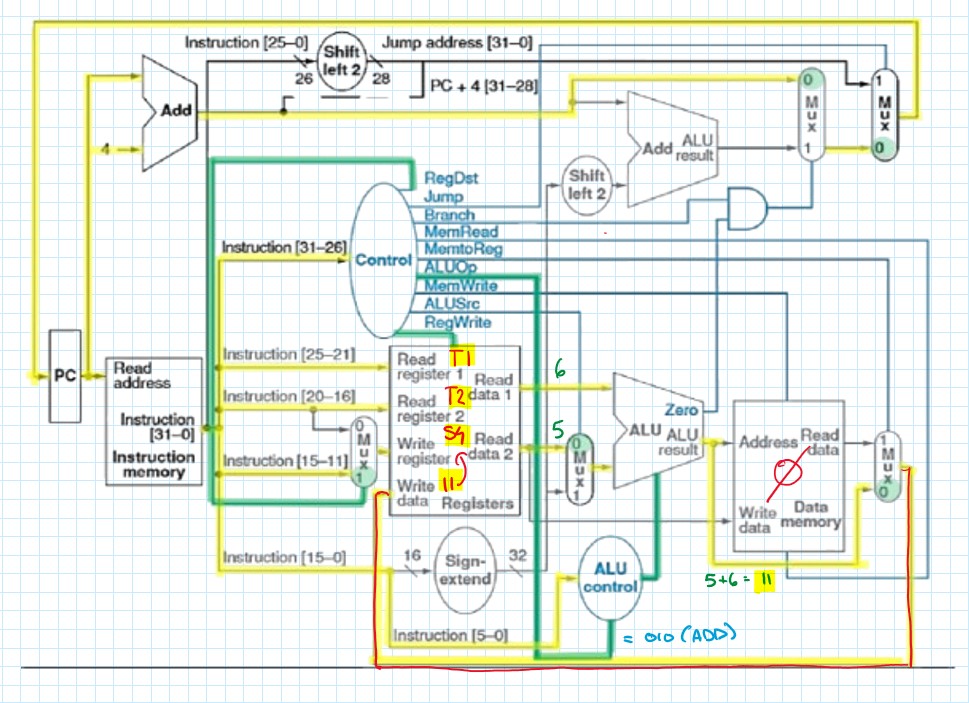 Instruction [25–0]
Shift
left 2
Jump address [31–0]
26
28
PC + 4 [31–28]
Add
4
0
M
u
x
1
1
M
u
x
0
Add
ALU
result
Shift
left 2
RegDst
Jump
Branch
MemRead
MemtoReg
ALUOp
MemWrite
ALUSrc
RegWrite
Instruction [31–26]
Control
PC
Read
address
Instruction
[31–0]
Instruction
memory
Instruction [25–21]
Instruction [20–16]
Instruction [15–11]
Instruction [15–0]
0
M
u
x
1
Read
register 1
T1
Read
register 2
T2
Write
register
S4
Write
data
11
Read
data 1
Read
data 2
Registers
6
5
0
M
u
x
1
Zero
ALU
ALU
result
Address
Read
data
Write
data
Data
memory
1
M
u
x
0
16
Sign-
extend
32
ALU
control
5+6 = 11
Instruction [5–0]
= 010 (ADD)